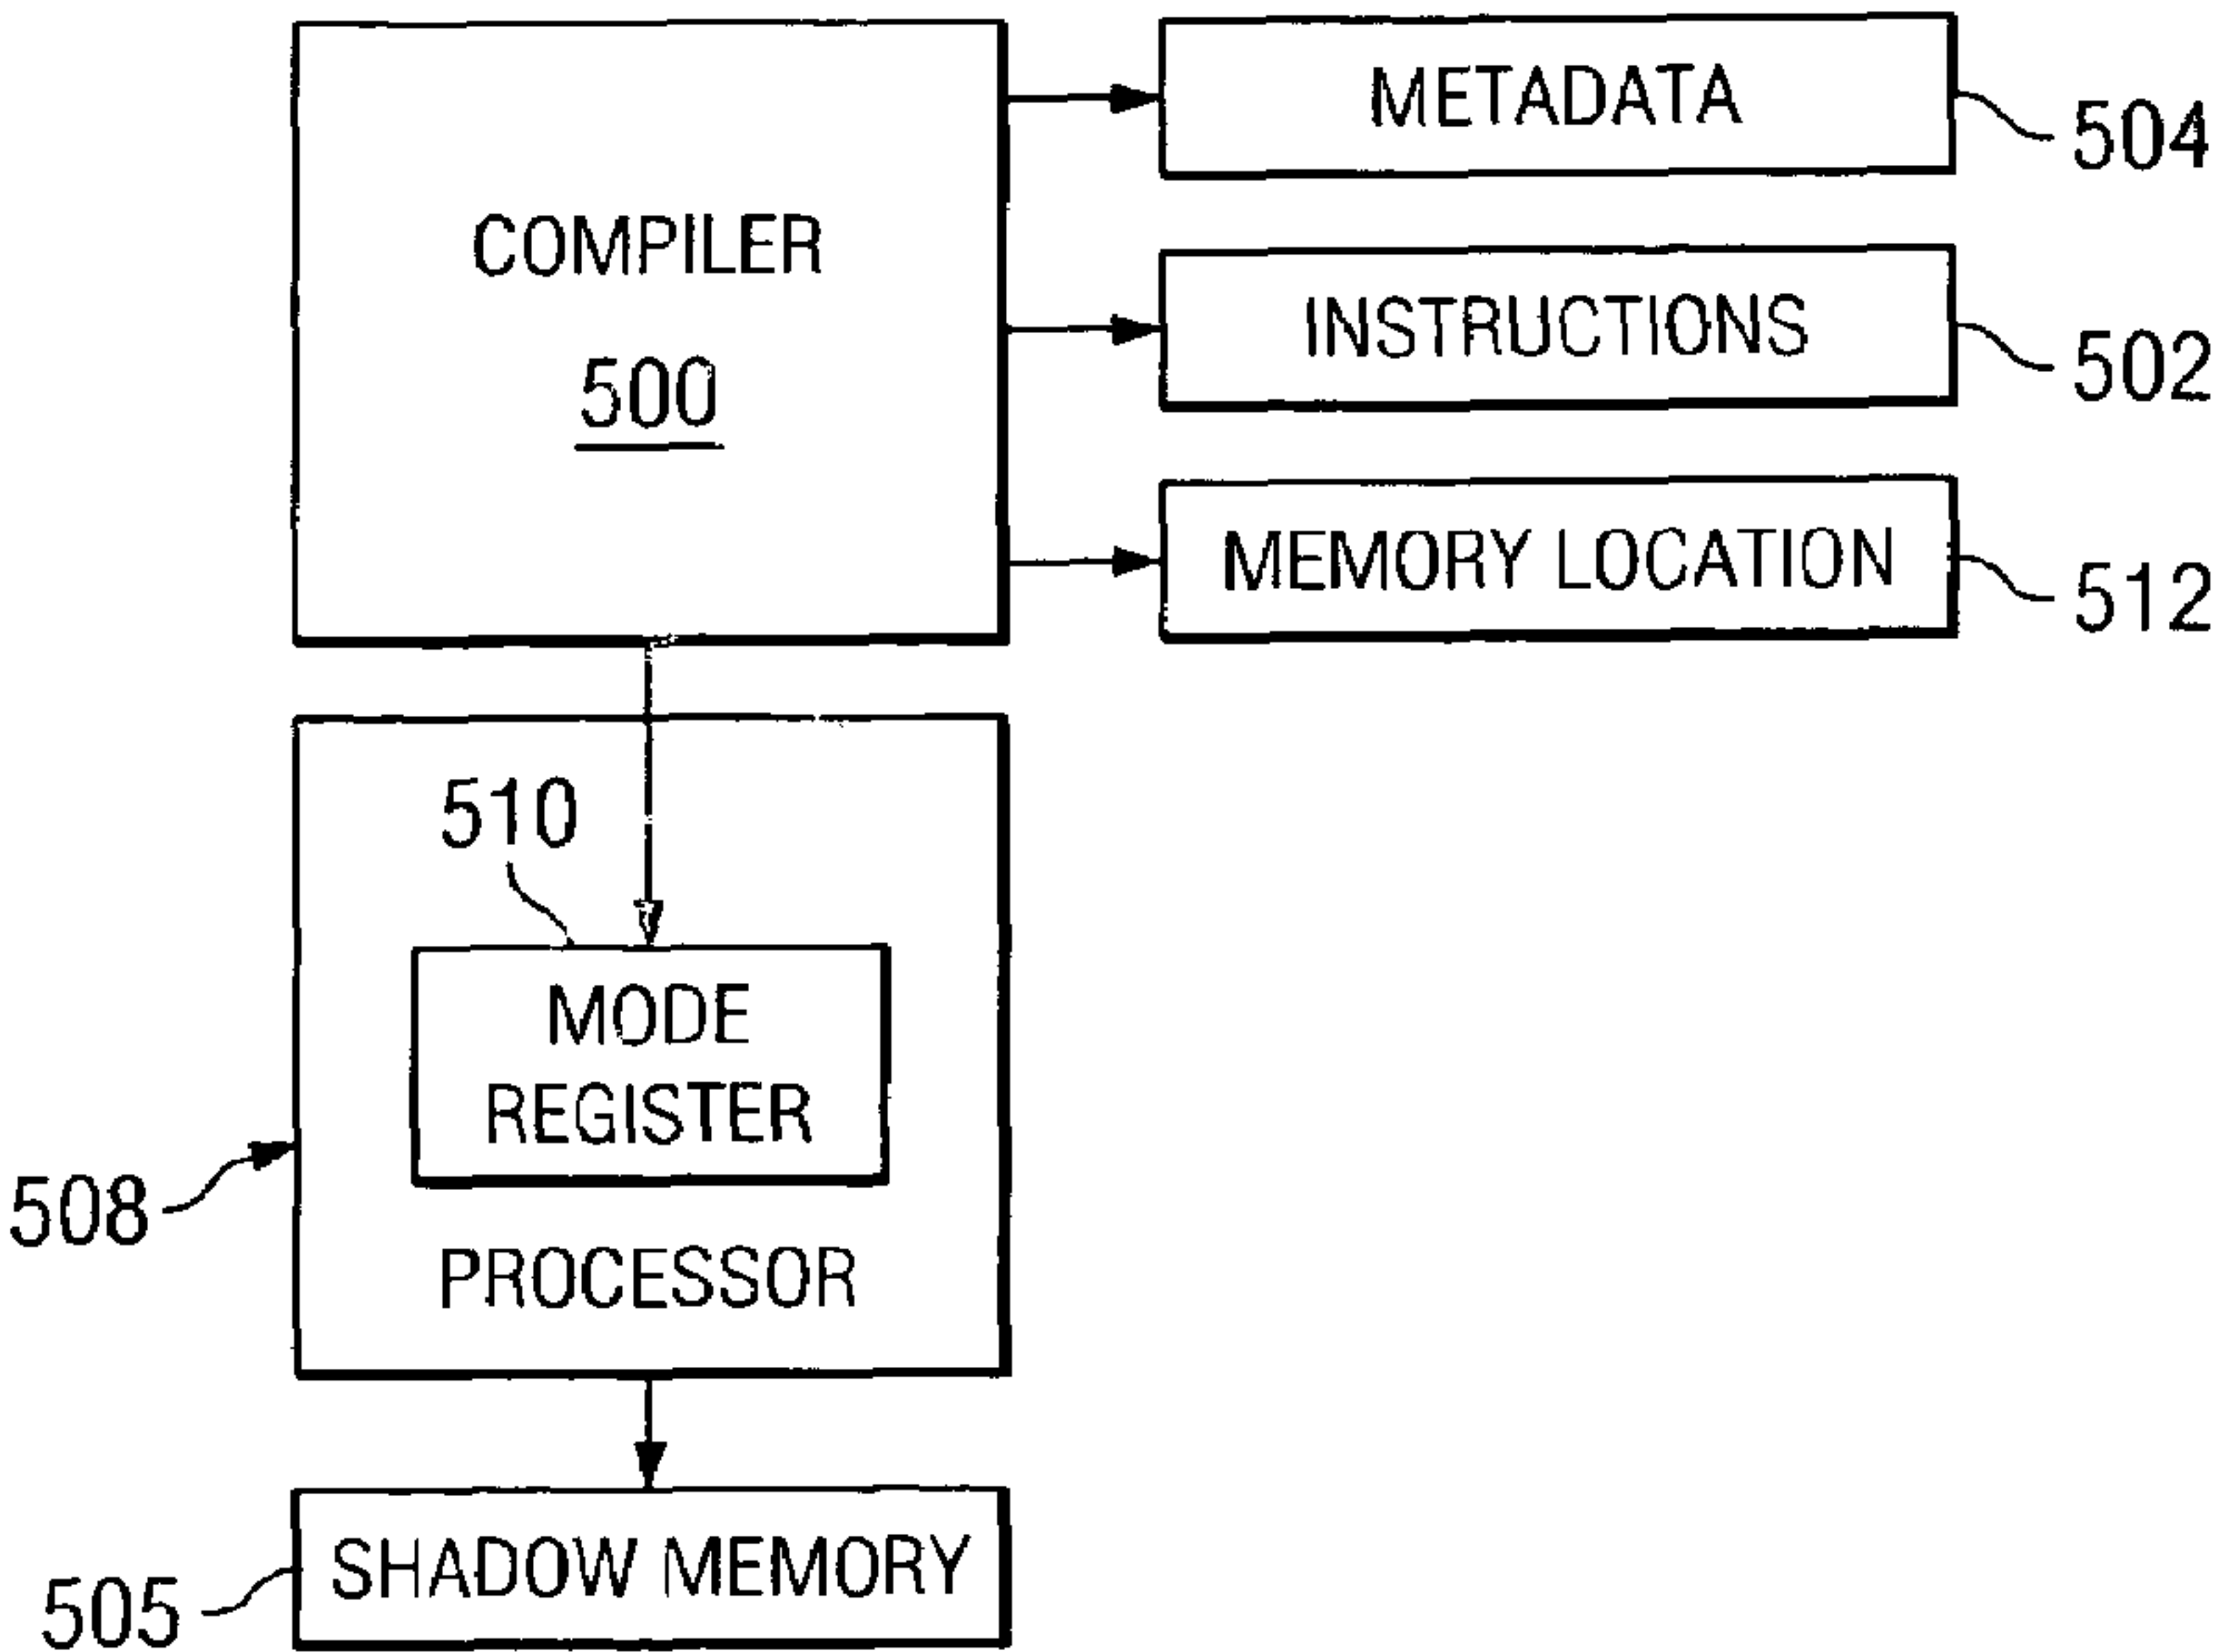 COMPILER
500
METADATA
504
INSTRUCTIONS
502
MEMORY LOCATION
512
510
MODE
REGISTER
508
PROCESSOR
505
SHADOW MEMORY